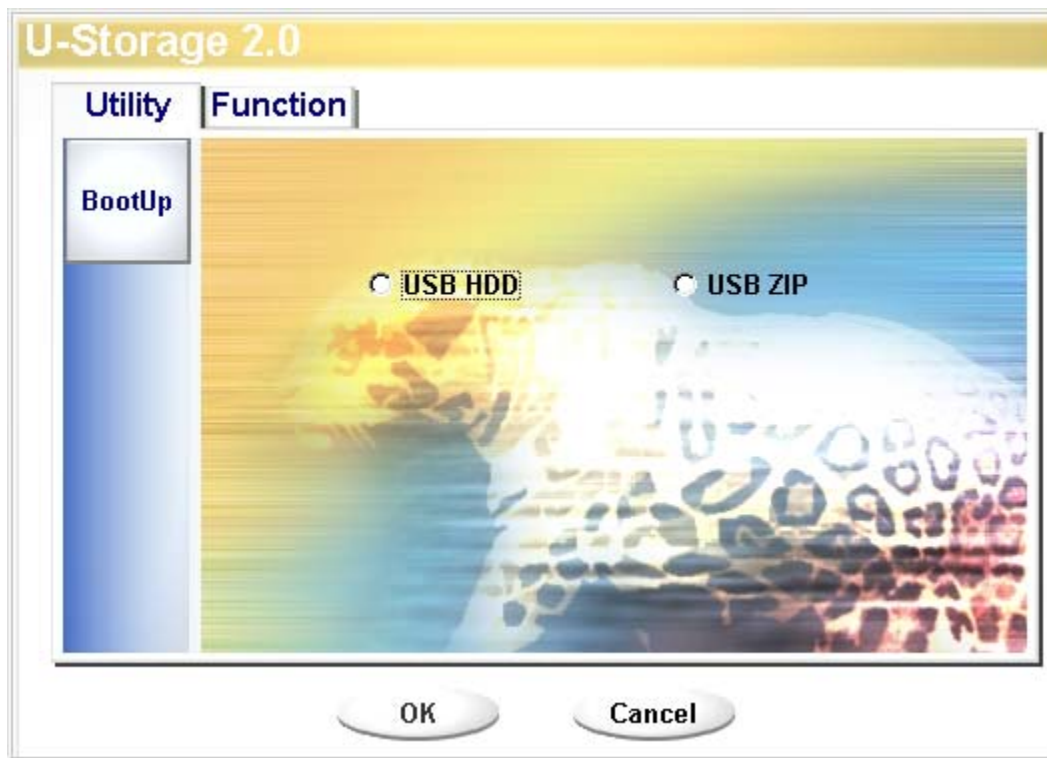 U-Storage 2.0
Utility Function
BootUp
USB HDD USB ZIP
OK Cancel